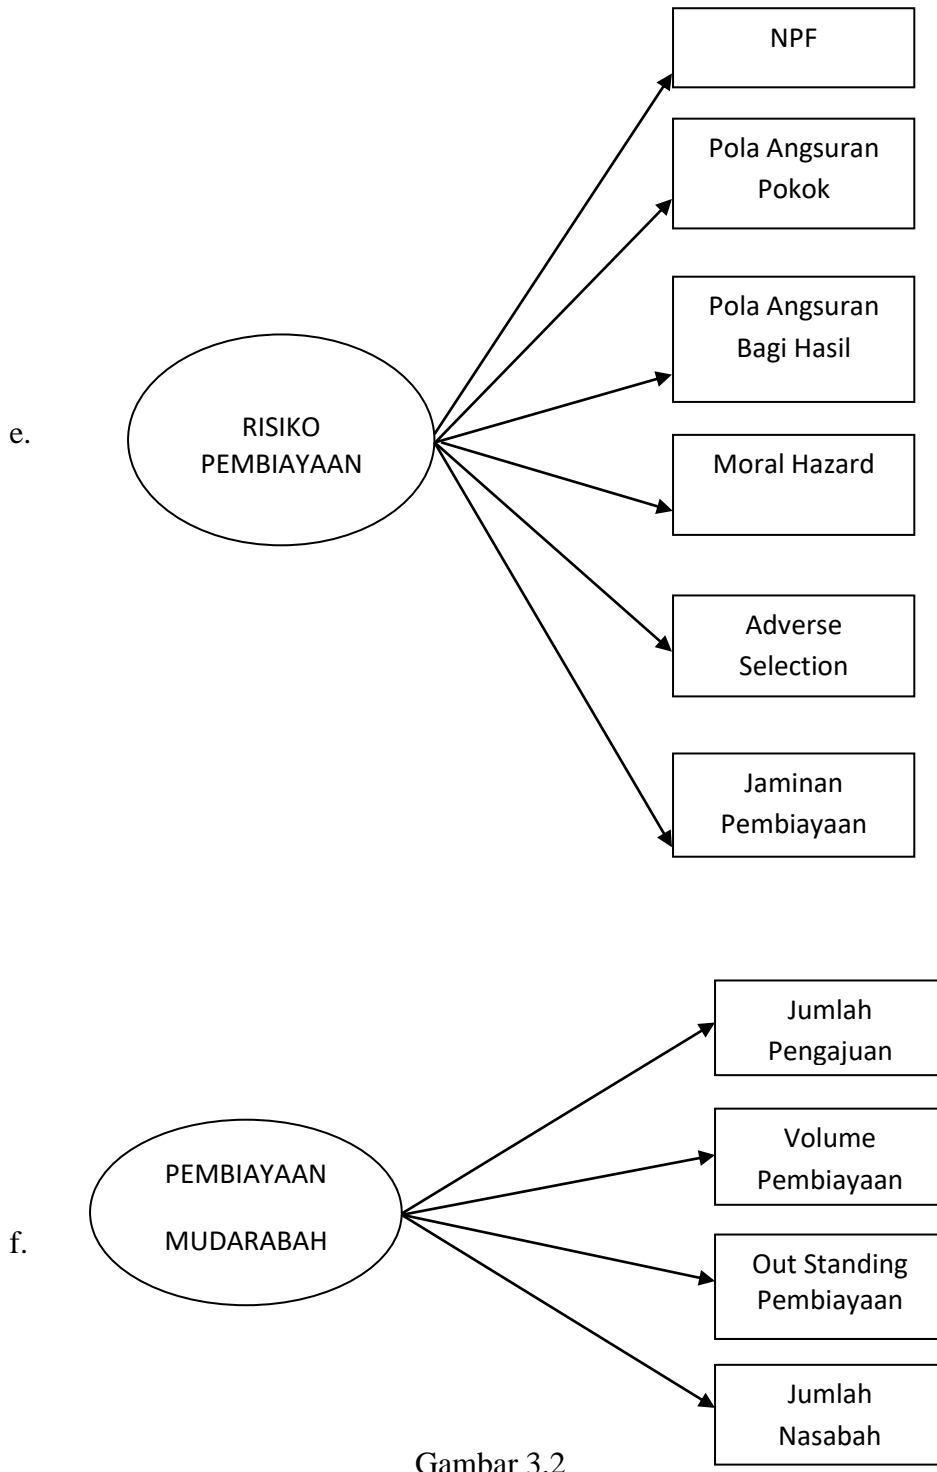 NPF
Pola Angsuran
Pokok
Pola Angsuran
Bagi Hasil
e.
RISIKO
PEMBIAYAAN
Moral Hazard
Adverse
Selection
Jaminan
Pembiayaan
Jumlah
Pengajuan
Volume
Pembiayaan
f.
PEMBIAYAAN
MUDARABAH
Out Standing
Pembiayaan
Jumlah
Nasabah
Gambar 3.2